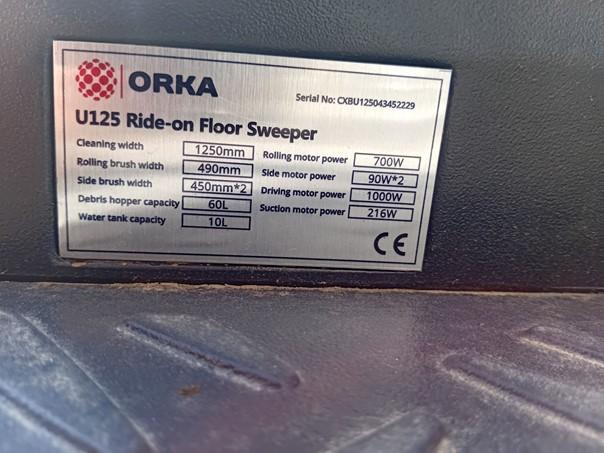 ORKA
Serial No: CXBU125043452229
U125 Ride-on Floor Sweeper
Cleaning width 1250mm
Rolling brush width 490mm
Side brush width 450mm*2
Debris hopper capacity 60L
Water tank capacity 10L
Rolling motor power 700W
Side motor power 90W*2
Driving motor power 1000W
Suction motor power 216W
CE